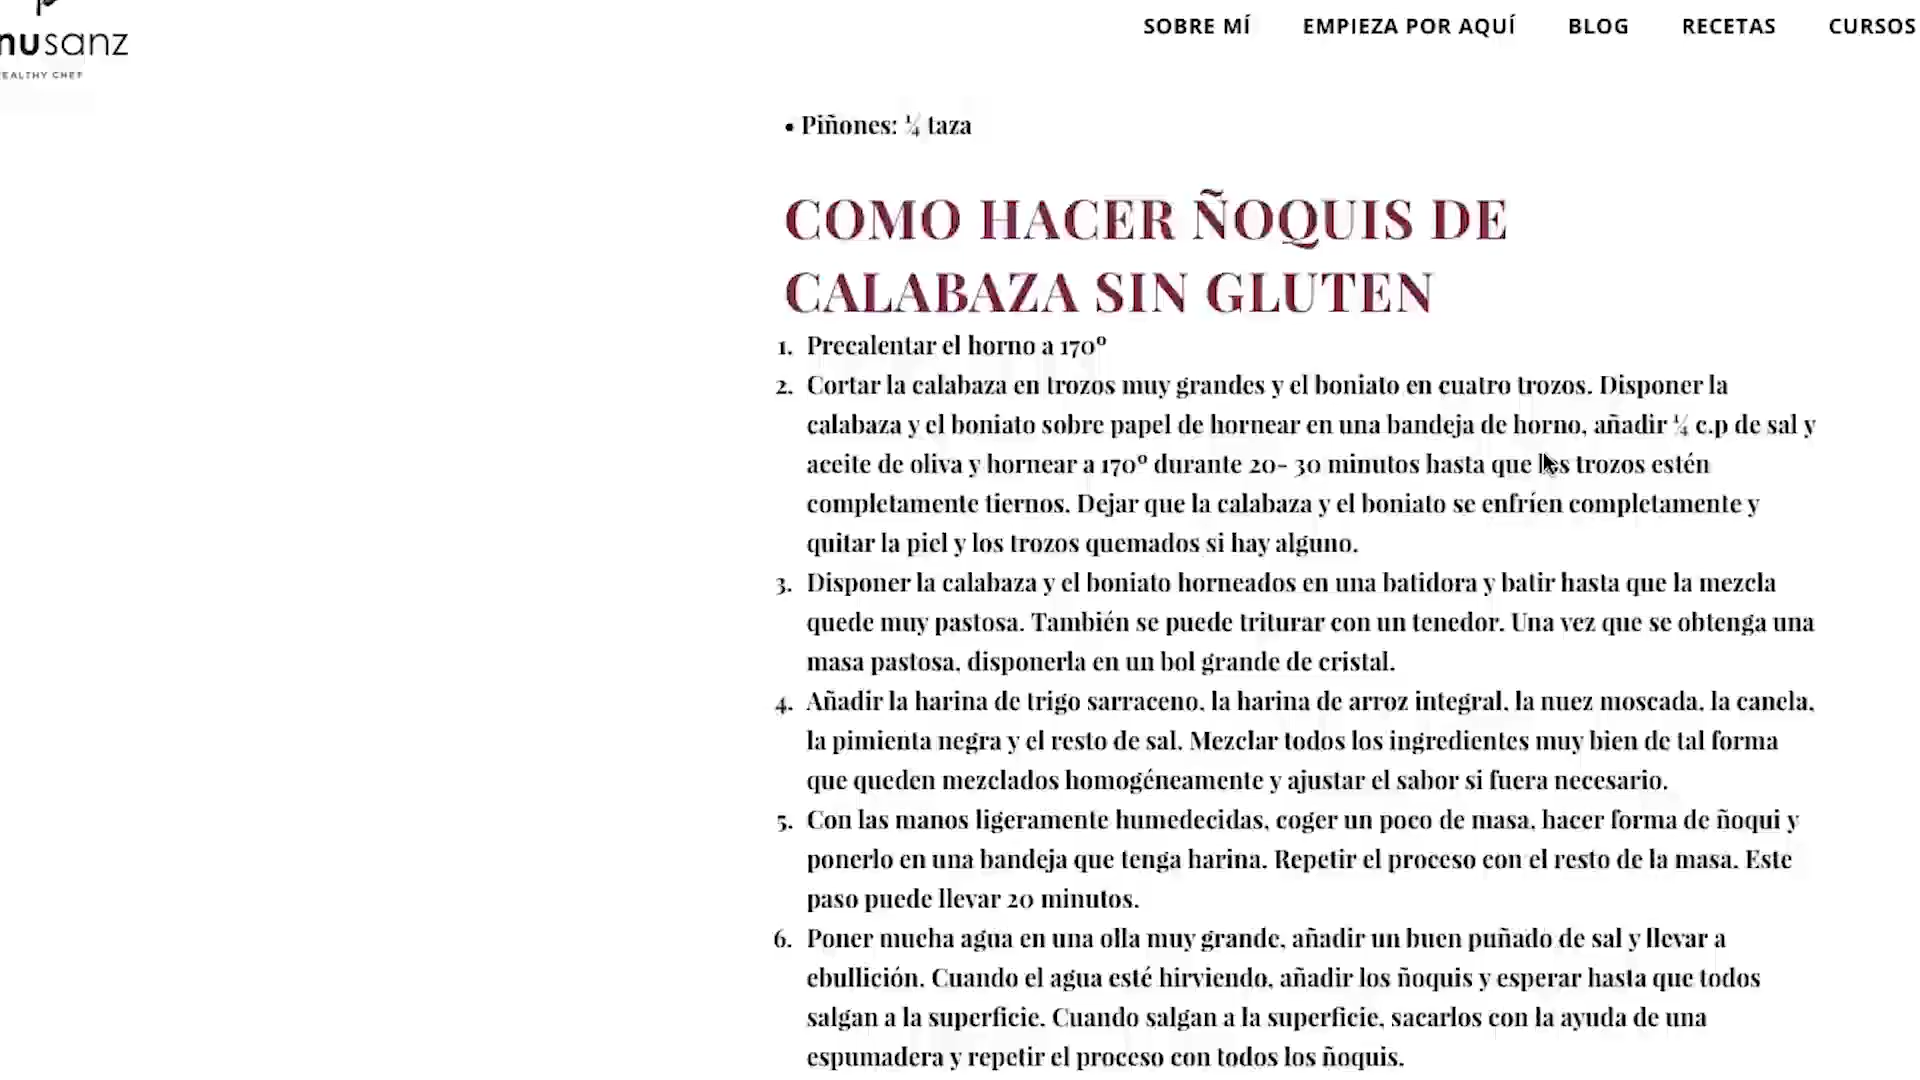 nusanz
EALTHY CHEF
SOBRE MÍ EMPIEZA POR AQUÍ BLOG RECETAS CURSOS
• Piñones: ¼ taza
COMO HACER ÑOQUIS DE
CALABAZA SIN GLUTEN
1. Precalentar el horno a 170º
2. Cortar la calabaza en trozos muy grandes y el boniato en cuatro trozos. Disponer la
calabaza y el boniato sobre papel de hornear en una bandeja de horno, añadir ¼ c.p de sal y
aceite de oliva y hornear a 170º durante 20- 30 minutos hasta que los trozos estén
completamente tiernos. Dejar que la calabaza y el boniato se enfríen completamente y
quitar la piel y los trozos quemados si hay alguno.
3. Disponer la calabaza y el boniato horneados en una batidora y batir hasta que la mezcla
quede muy pastosa. También se puede triturar con un tenedor. Una vez que se obtenga una
masa pastosa, disponerla en un bol grande de cristal.
4. Añadir la harina de trigo sarraceno, la harina de arroz integral, la nuez moscada, la canela,
la pimienta negra y el resto de sal. Mezclar todos los ingredientes muy bien de tal forma
que queden mezclados homogéneamente y ajustar el sabor si fuera necesario.
5. Con las manos ligeramente humedecidas, coger un poco de masa, hacer forma de ñoqui y
ponerlo en una bandeja que tenga harina. Repetir el proceso con el resto de la masa. Este
paso puede llevar 20 minutos.
6. Poner mucha agua en una olla muy grande, añadir un buen puñado de sal y llevar a
ebullición. Cuando el agua esté hirviendo, añadir los ñoquis y esperar hasta que todos
salgan a la superficie. Cuando salgan a la superficie, sacarlos con la ayuda de una
espumadera y repetir el proceso con todos los ñoquis.